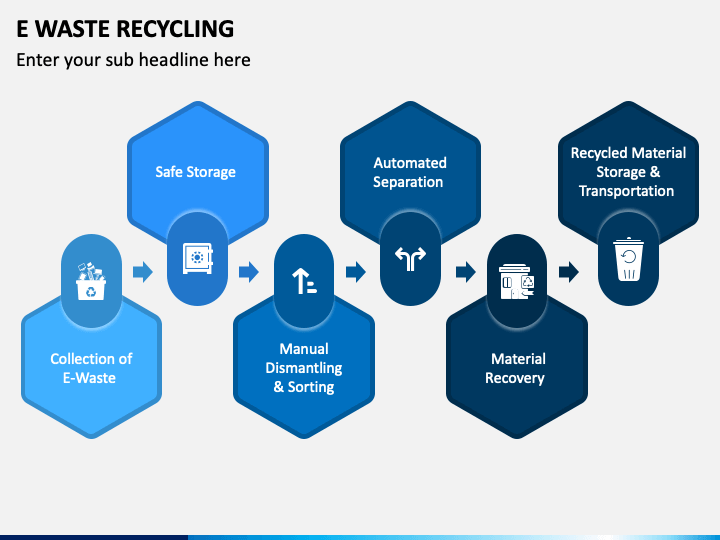 E WASTE RECYCLING
Enter your sub headline here
Collection of
E-Waste
Safe Storage
Manual
Dismantling
& Sorting
Automated
Separation
Material
Recovery
Recycled Material
Storage &
Transportation